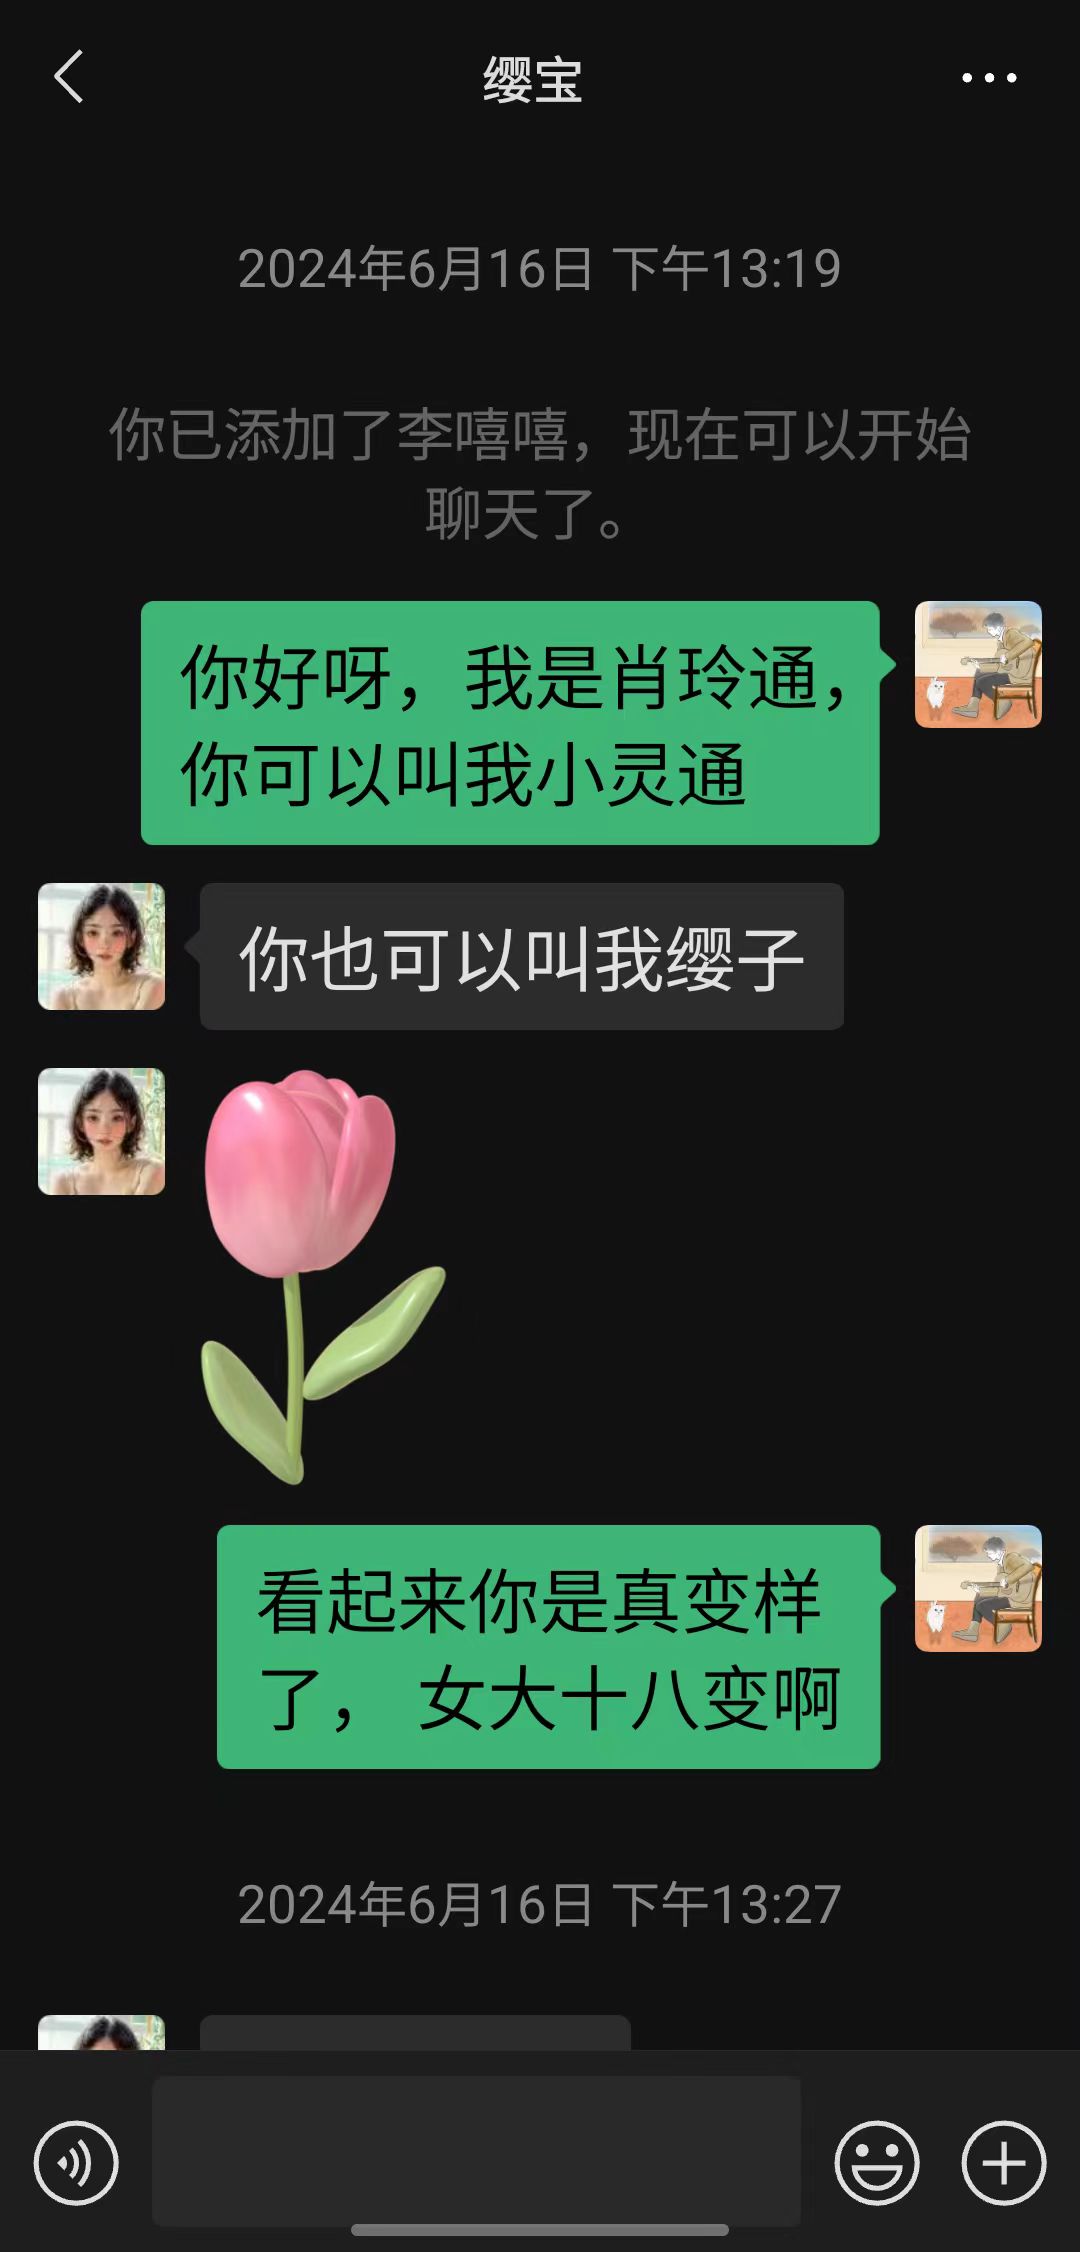 缨宝
2024年6月16日 下午13:19
你已添加了李嘻嘻，现在可以开始
聊天了。
你好呀，我是肖玲通，
你可以叫我小灵通
你也可以叫我缨子
看起来你是真变样
了， 女大十八变啊
2024年6月16日 下午13:27